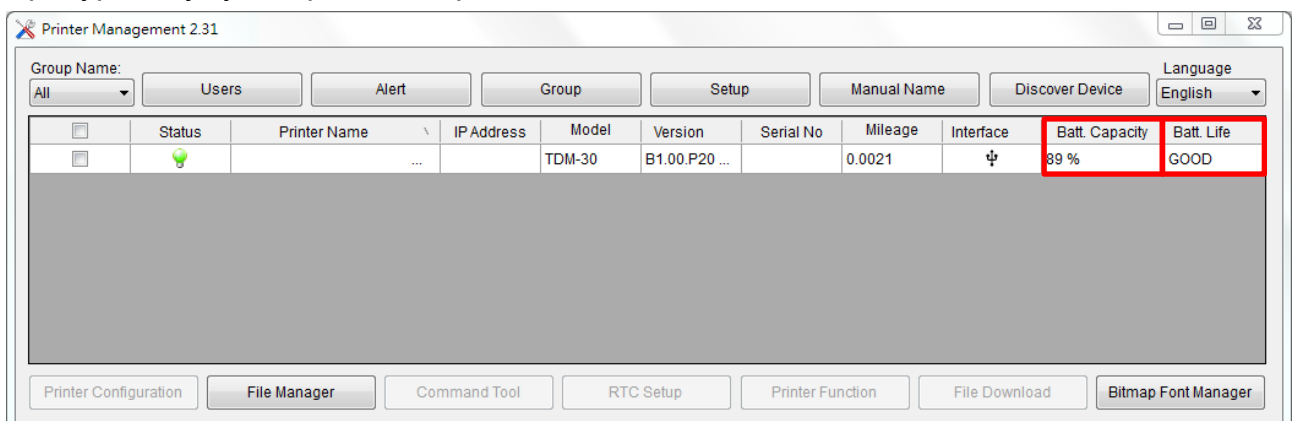 Printer Management 2.31
Group Name: Language
All Users Alert Group Setup Manual Name Discover Device English
Status Printer Name IP Address Model Version Serial No Mileage Interface Batt. Capacity Batt. Life
... TDM-30 B1.00.P20 ... 0.0021 89 % GOOD
Printer Configuration File Manager Command Tool RTC Setup Printer Function File Download Bitmap Font Manager